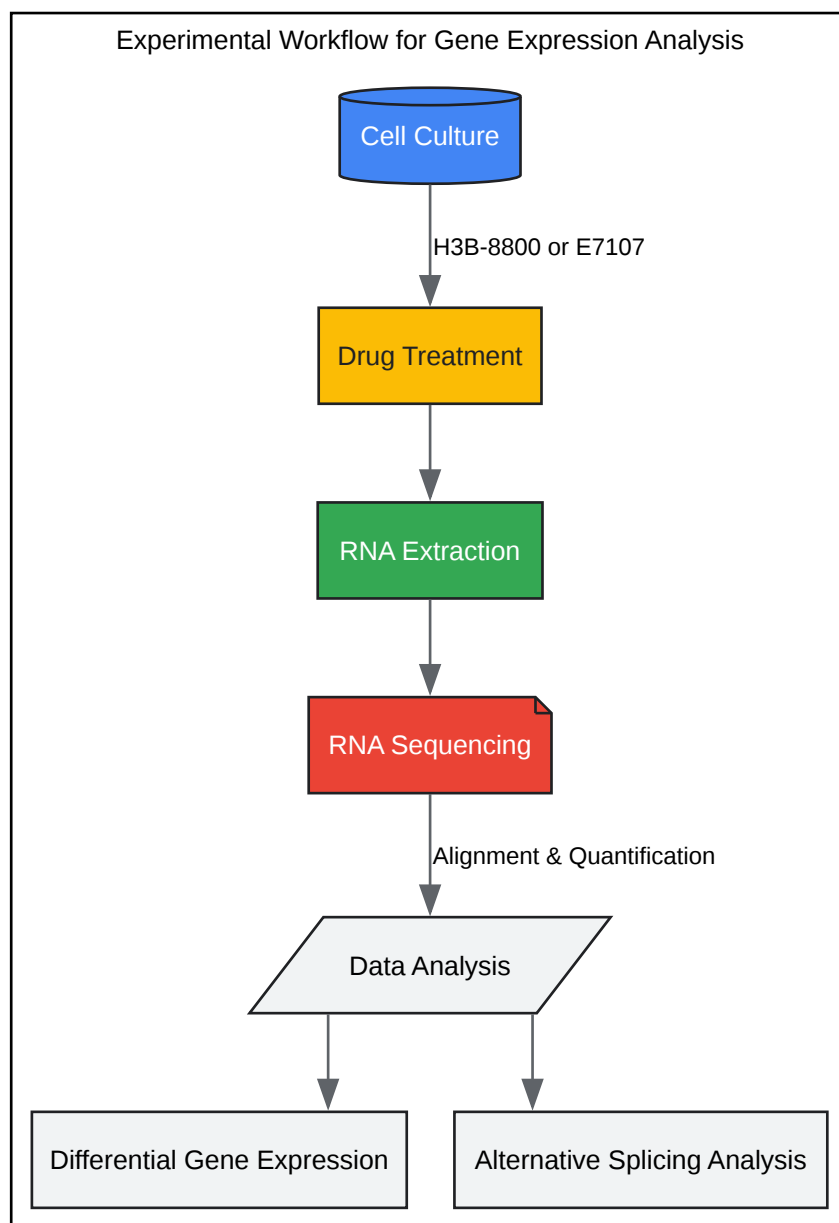 Experimental Workflow for Gene Expression Analysis
Cell Culture
H3B-8800 or E7107
Drug Treatment
RNA Extraction
RNA Sequencing
Alignment & Quantification
Data Analysis
Differential Gene Expression
Alternative Splicing Analysis